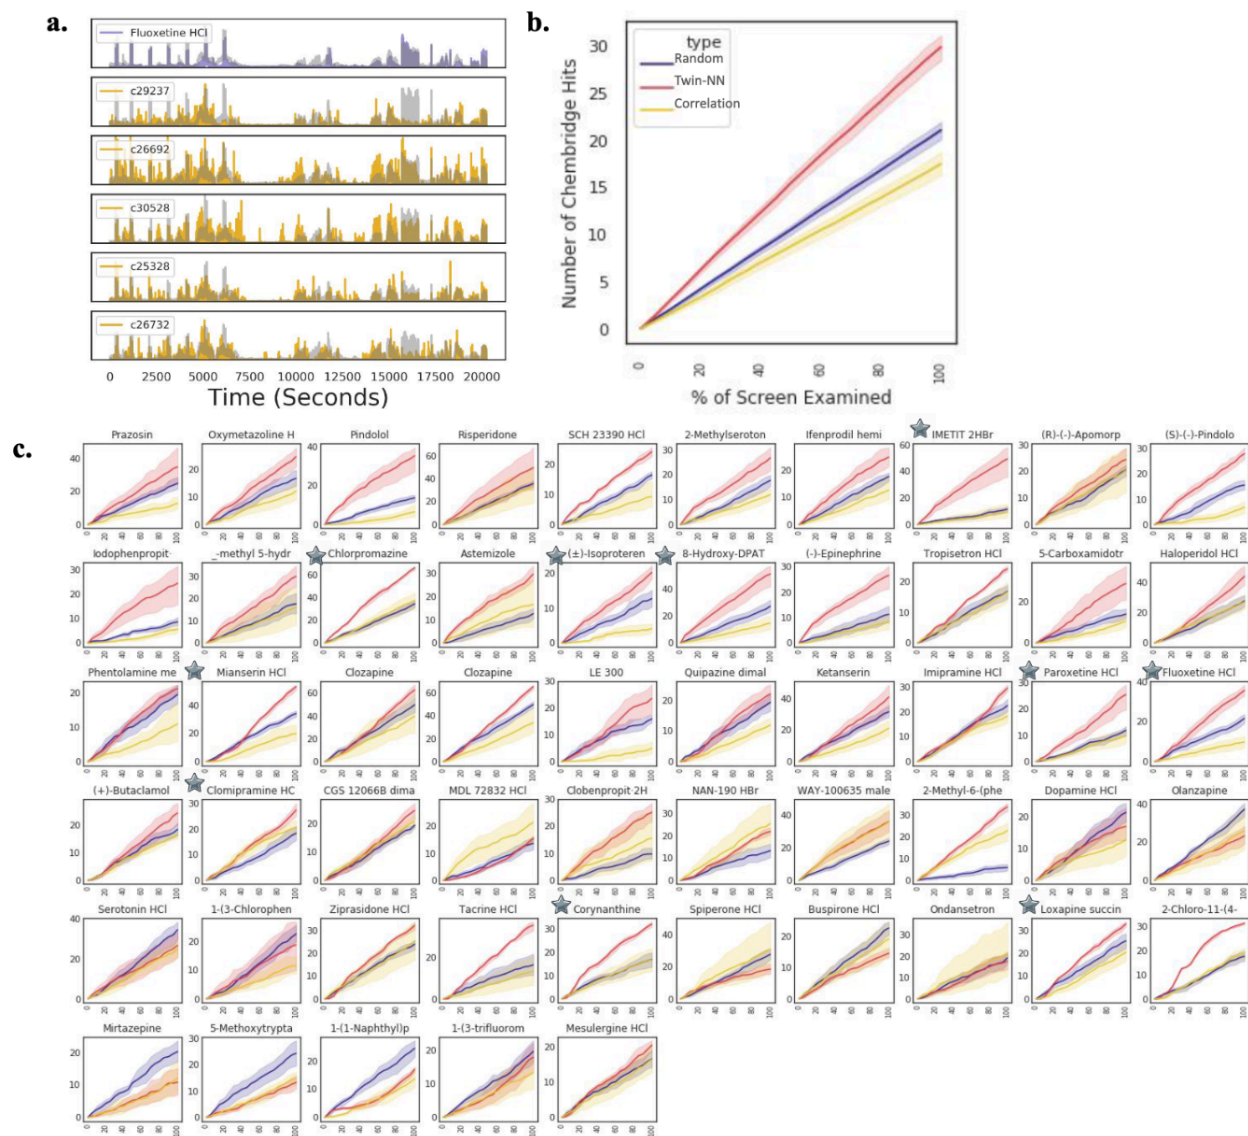 a.
Fluoxetine HCl
c29237
c26692
c30528
c25328
c26732
0 2500 5000 7500 10000 12500 15000 17500 20000
Time (Seconds)
b.
type
Random
Twin-NN
Correlation
Number of Chembridge Hits
30
25
20
15
10
5
0
0 20 40 60 80 100
% of Screen Examined
c.
Prazosin Oxymetazoline H Pindolol Risperidone SCH 23390 HCl 2-Methylseroton Ifenprodil hemi IMETIT 2HBr (R)-(-)-Apomorp (S)-(-)-Pindolo
Iodophenpropit· _-methyl 5-hydr Chlorpromazine Astemizole (±)-Isoproteren 8-Hydroxy-DPAT (-)-Epinephrine Tropisetron HCl 5-Carboxamidotr Haloperidol HCl
Phentolamine me Mianserin HCl Clozapine Clozapine LE 300 Quipazine dimal Ketanserin Imipramine HCl Paroxetine HCl Fluoxetine HCl
(+)-Butaclamol Clomipramine HC CGS 12066B dima MDL 72832 HCl Clobenpropit·2H NAN-190 HBr WAY-100635 male 2-Methyl-6-(phe Dopamine HCl Olanzapine
Serotonin HCl 1-(3-Chlorophen Ziprasidone HCl Tacrine HCl Corynanthine Spiperone HCl Buspirone HCl Ondansetron Loxapine succin 2-Chloro-11-(4-
Mirtazepine 5-Methoxytrypta 1-(1-Naphthyl)p 1-(3-trifluorom Mesulergine HCl
0 20 40 60 80 100